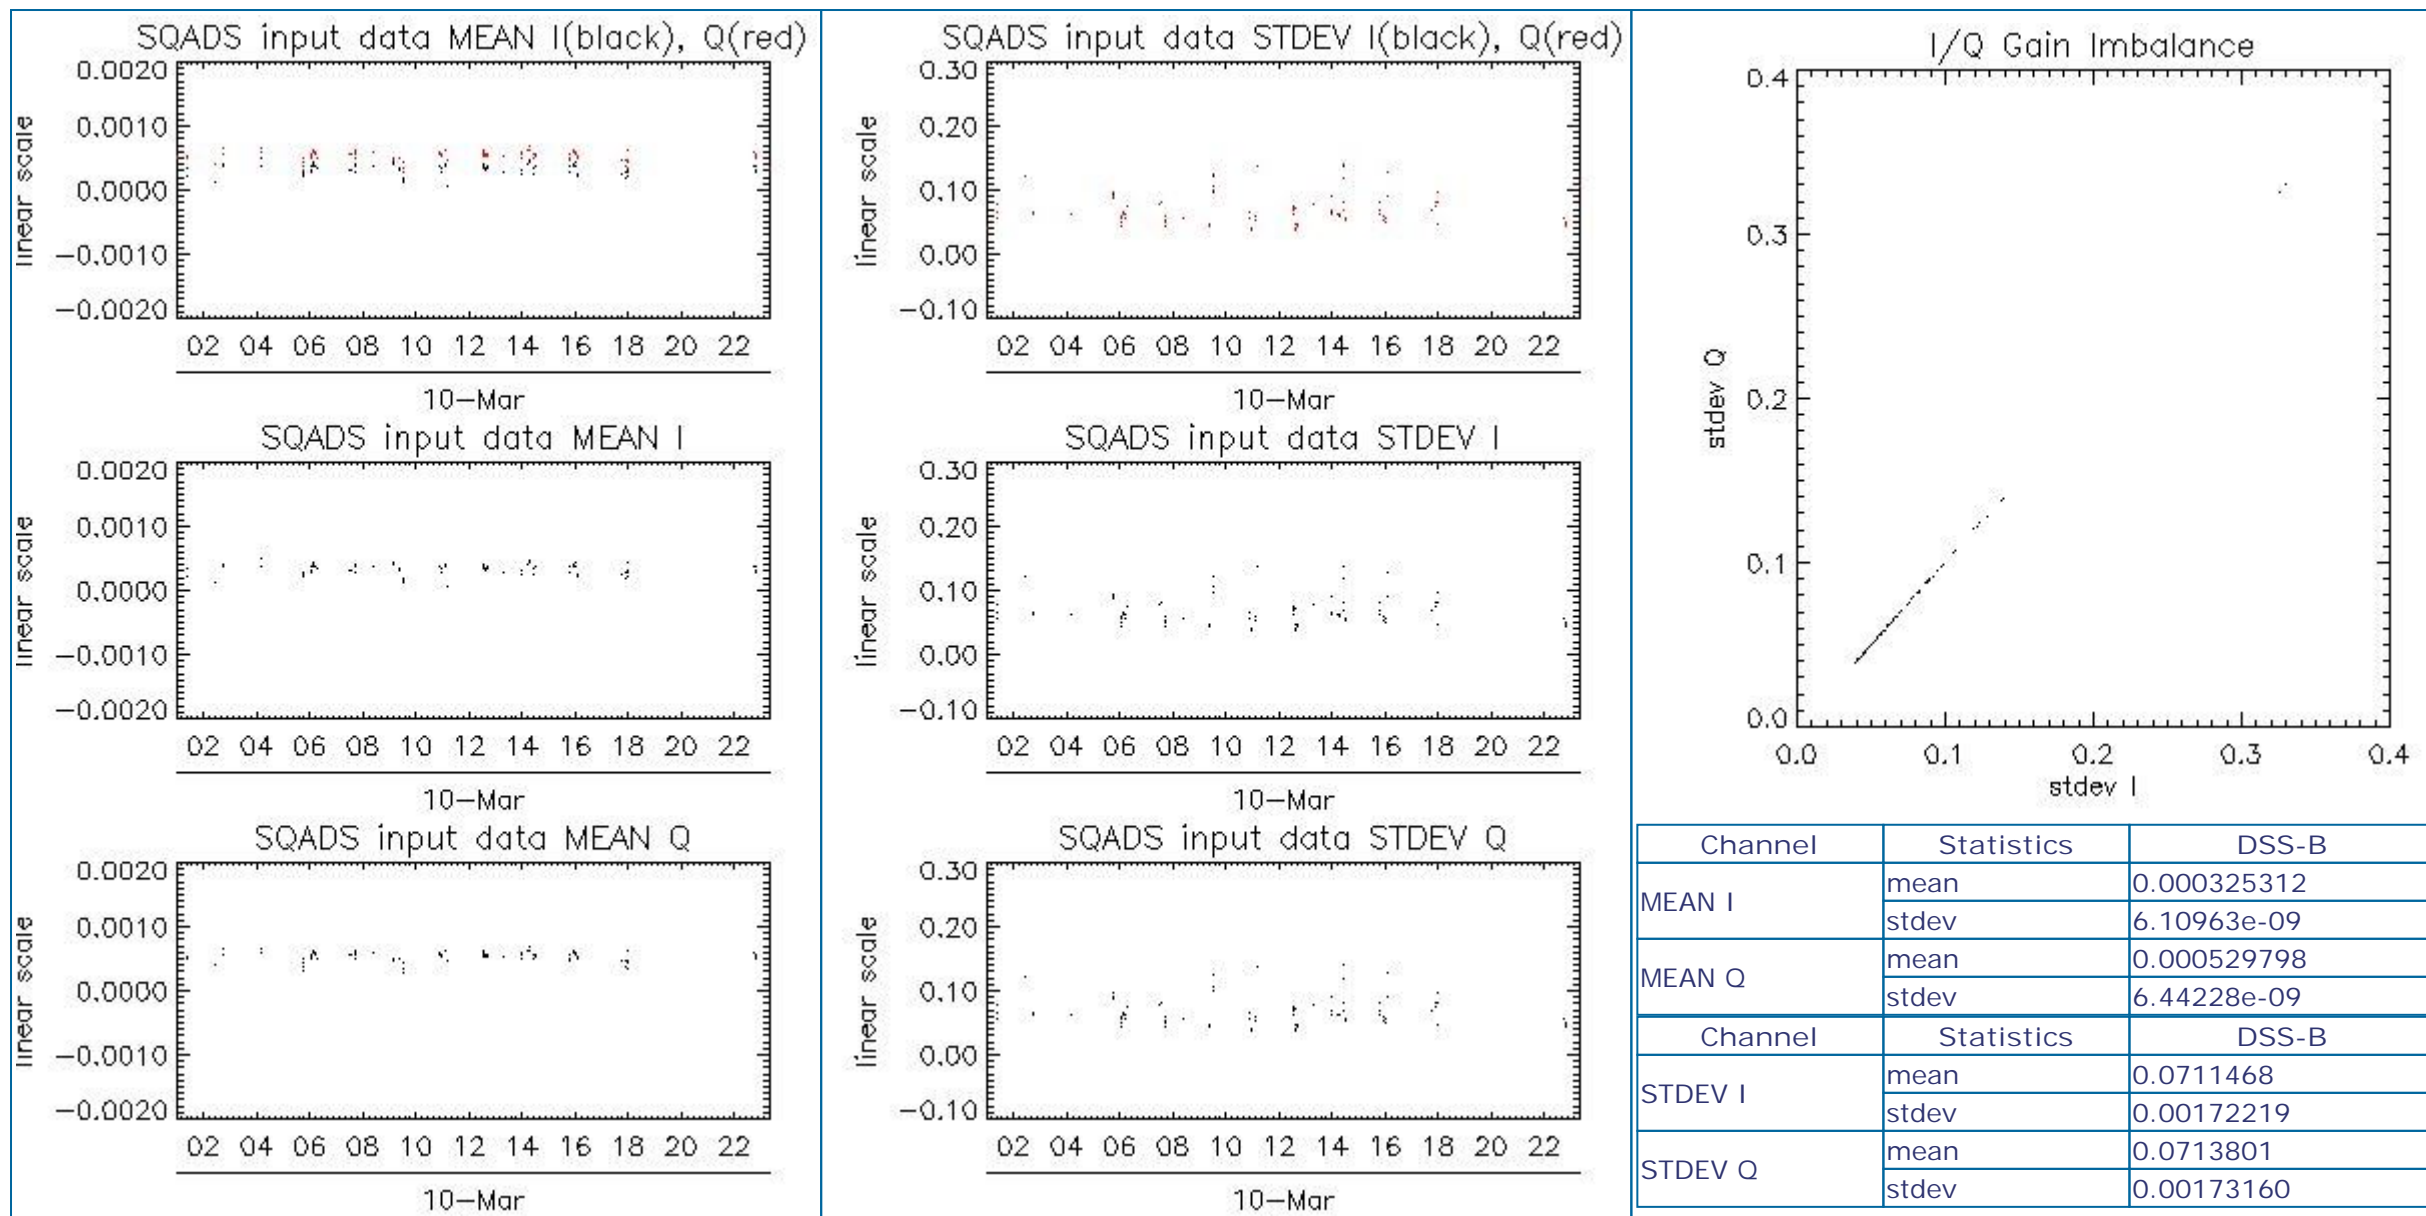 SQADS input data MEAN I(black), Q(red)
0.0020
0.0010
0.0000
−0.0010
−0.0020
linear scale
02 04 06 08 10 12 14 16 18 20 22
10−Mar
SQADS input data MEAN I
0.0020
0.0010
0.0000
−0.0010
−0.0020
linear scale
02 04 06 08 10 12 14 16 18 20 22
10−Mar
SQADS input data MEAN Q
0.0020
0.0010
0.0000
−0.0010
−0.0020
linear scale
02 04 06 08 10 12 14 16 18 20 22
10−Mar
SQADS input data STDEV I(black), Q(red)
0.30
0.20
0.10
0.00
−0.10
linear scale
02 04 06 08 10 12 14 16 18 20 22
10−Mar
SQADS input data STDEV I
0.30
0.20
0.10
0.00
−0.10
linear scale
02 04 06 08 10 12 14 16 18 20 22
10−Mar
SQADS input data STDEV Q
0.30
0.20
0.10
0.00
−0.10
linear scale
02 04 06 08 10 12 14 16 18 20 22
10−Mar
I/Q Gain Imbalance
0.4
0.3
0.2
0.1
0.0
stdev Q
0.0 0.1 0.2 0.3 0.4
stdev I
Channel Statistics DSS-B
MEAN I mean 0.000325312
stdev 6.10963e-09
MEAN Q mean 0.000529798
stdev 6.44228e-09
Channel Statistics DSS-B
STDEV I mean 0.0711468
stdev 0.00172219
STDEV Q mean 0.0713801
stdev 0.00173160